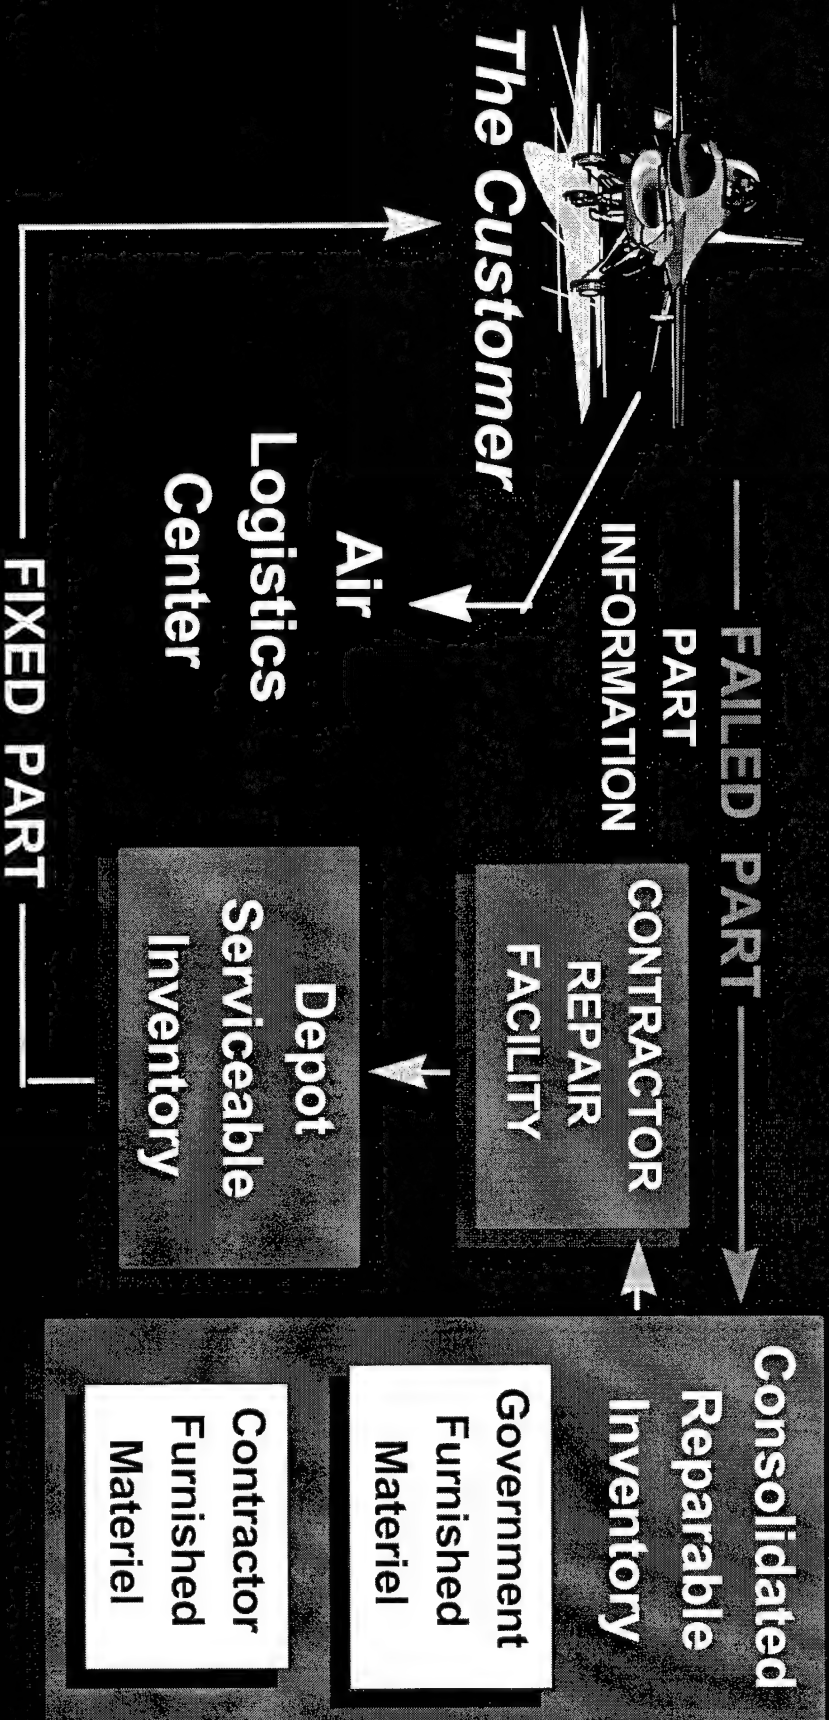 FAILED PART
The Customer
PART
INFORMATION
Air
Logistics
Center
CONTRACTOR
REPAIR
FACILITY
Depot
Serviceable
Inventory
Consolidated
Reparable
Inventory
Government
Furnished
Materiel
Contractor
Furnished
Materiel
FIXED PART